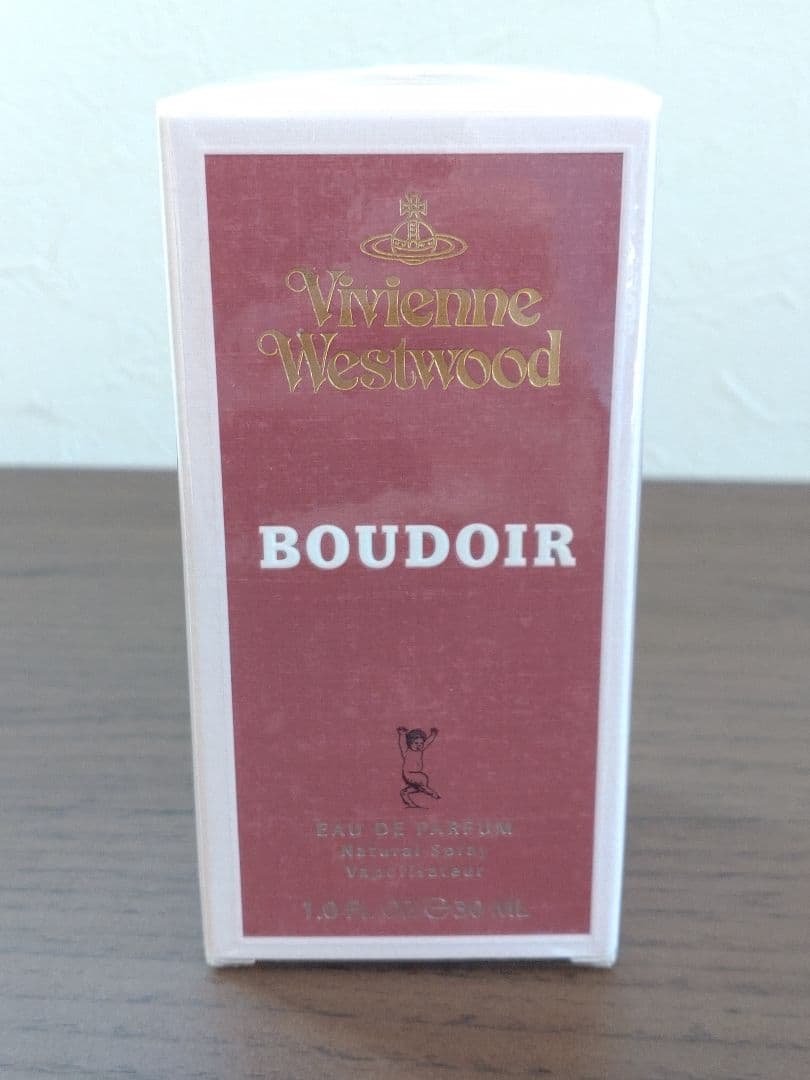 Vivienne
Westwood
BOUDOIR
EAU DE PARFUM
Natural Spray
Vaporisateur
1.0 FL. OZ ℮ 30 ML